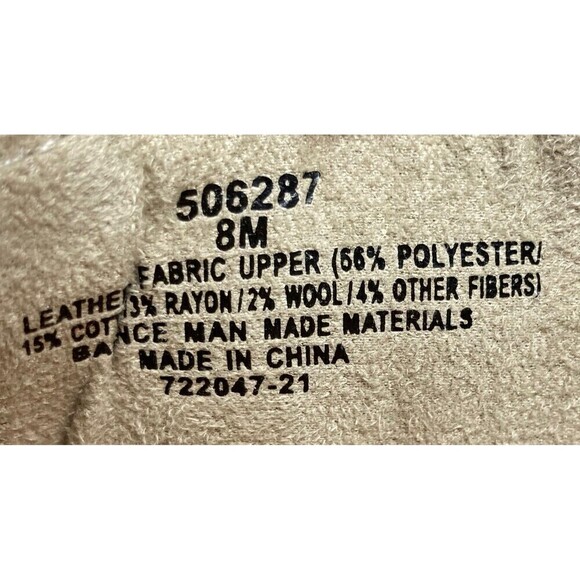 506287
8M
LEATHE FABRIC UPPER (56% POLYESTER/
15% COT /3% RAYON/2% WOOL/4% OTHER FIBERS)
BA NCE MAN MADE MATERIALS
MADE IN CHINA
722047-21